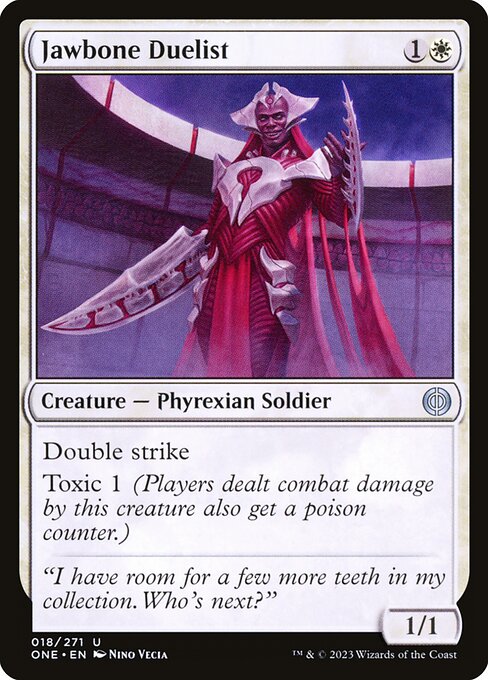 Jawbone Duelist 1
Creature — Phyrexian Soldier
Double strike
Toxic 1 (Players dealt combat damage
by this creature also get a poison
counter.)
“I have room for a few more teeth in my
collection. Who’s next?”
1/1
018/271 U
ONE • EN Nino Vecia ™ & © 2023 Wizards of the Coast